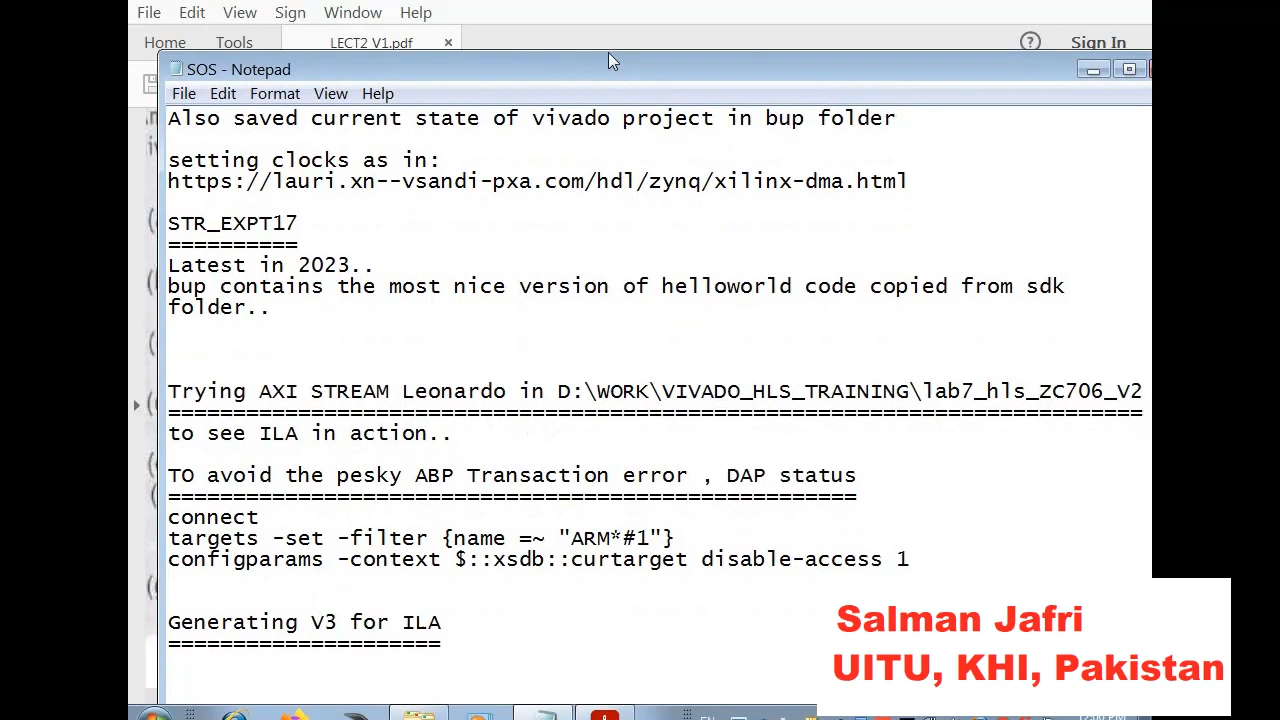 File Edit View Sign Window Help
Home Tools LECT2 V1.pdf × ? Sign In
SOS - Notepad
File Edit Format View Help
Also saved current state of vivado project in bup folder
setting clocks as in:
https://lauri.xn--vsandi-pxa.com/hdl/zynq/xilinx-dma.html
STR_EXPT17
==========
Latest in 2023..
bup contains the most nice version of helloworld code copied from sdk
folder..
Trying AXI STREAM Leonardo in D:\WORK\VIVADO_HLS_TRAINING\lab7_hls_ZC706_V2
===========================================================================
to see ILA in action..
TO avoid the pesky ABP Transaction error , DAP status
=====================================================
connect
targets -set -filter {name =~ "ARM*#1"}
configparams -context $::xsdb::curtarget disable-access 1
Generating V3 for ILA
=====================
Salman Jafri
UITU, KHI, Pakistan